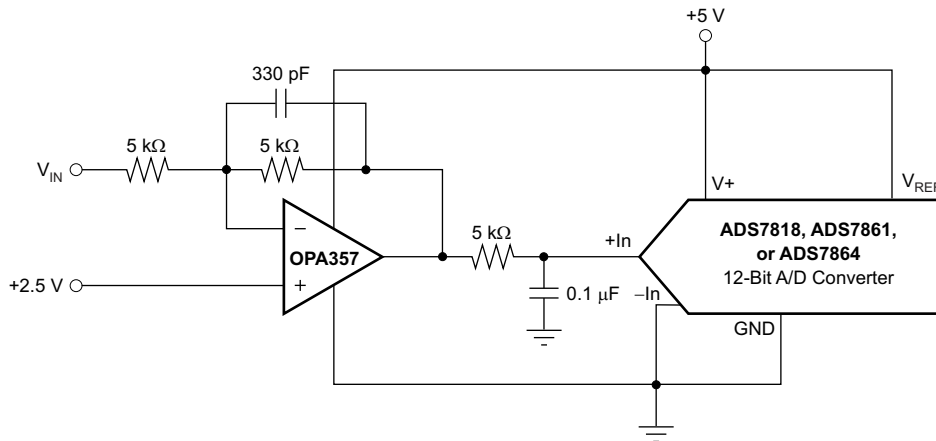 +5 V
330 pF
5 kΩ
5 kΩ
V_IN
V+
V_REF
5 kΩ
+In
ADS7818, ADS7861,
or ADS7864
12-Bit A/D Converter
−
OPA357
+2.5 V
+
0.1 μF
−In
GND